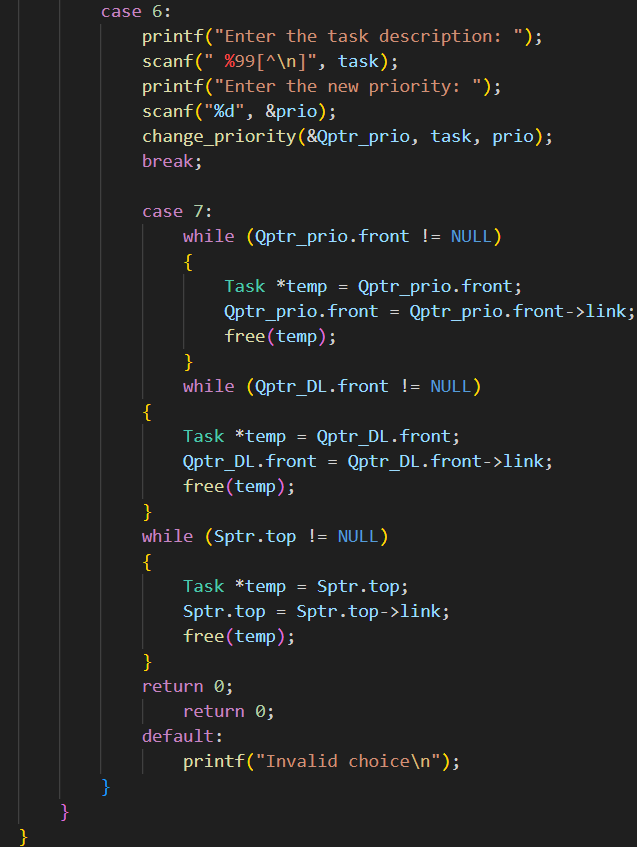 case 6:
printf("Enter the task description: ");
scanf(" %99[^\n]", task);
printf("Enter the new priority: ");
scanf("%d", &prio);
change_priority(&Qptr_prio, task, prio);
break;
case 7:
while (Qptr_prio.front != NULL)
{
Task *temp = Qptr_prio.front;
Qptr_prio.front = Qptr_prio.front->link;
free(temp);
}
while (Qptr_DL.front != NULL)
{
Task *temp = Qptr_DL.front;
Qptr_DL.front = Qptr_DL.front->link;
free(temp);
}
while (Sptr.top != NULL)
{
Task *temp = Sptr.top;
Sptr.top = Sptr.top->link;
free(temp);
}
return 0;
return 0;
default:
printf("Invalid choice\n");
}
}
}